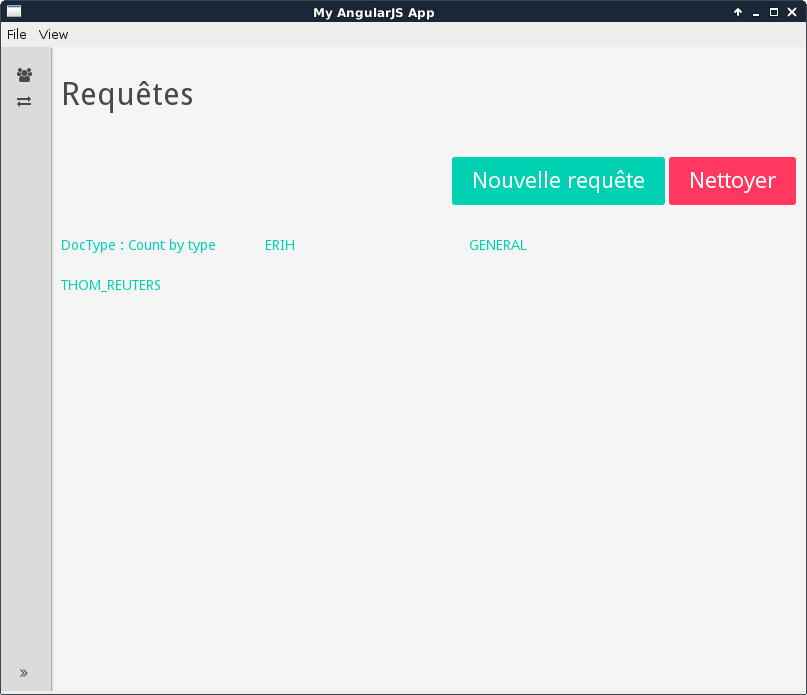 My AngularJS App
File View
Requêtes
Nouvelle requête Nettoyer
DocType : Count by type ERIH GENERAL
THOM_REUTERS